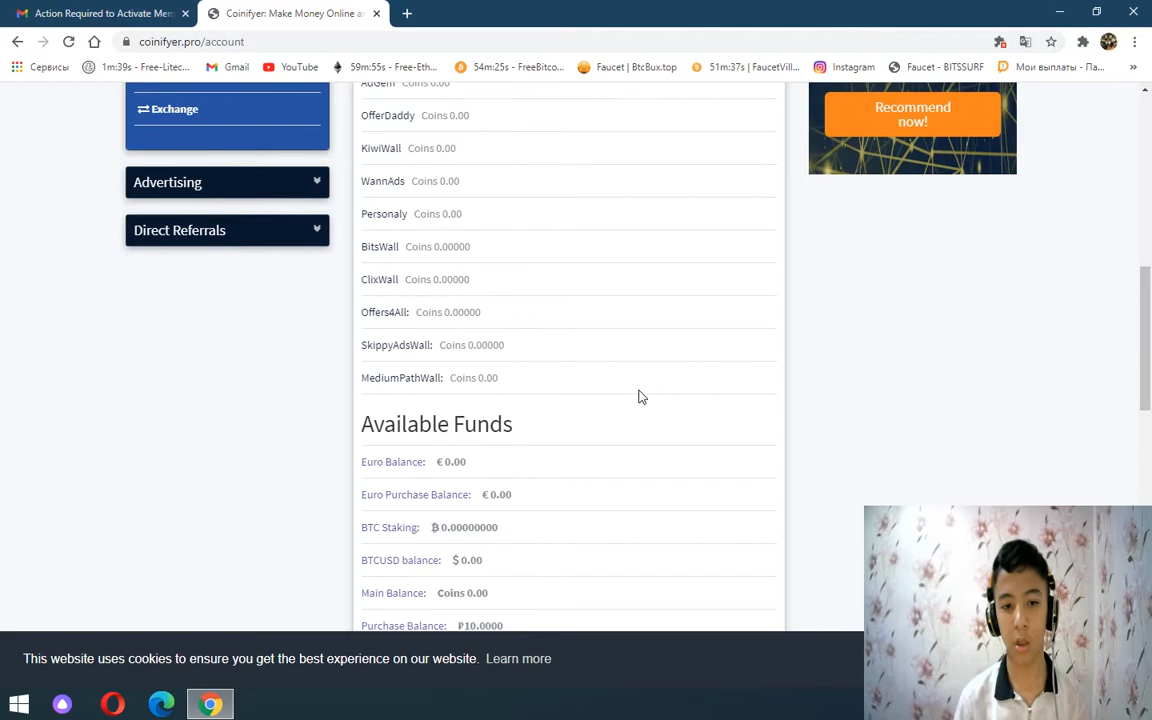 Action Required to Activate Mem
Coinifyer: Make Money Online a
coinifyer.pro/account
Сервисы
1m:39s - Free-Litec...
Gmail
YouTube
59m:55s - Free-Eth...
54m:25s - FreeBitco...
Faucet | BtcBux.top
51m:37s | FaucetVill...
Instagram
Faucet - BITSSURF
Мои выплаты - Па...
Exchange
Advertising
Direct Referrals
AdGem Coins 0.00
OfferDaddy Coins 0.00
KiwiWall Coins 0.00
WannAds Coins 0.00
Personaly Coins 0.00
BitsWall Coins 0.00000
ClixWall Coins 0.00000
Offers4All: Coins 0.00000
SkippyAdsWall: Coins 0.00000
MediumPathWall: Coins 0.00
Available Funds
Euro Balance: € 0.00
Euro Purchase Balance: € 0.00
BTC Staking: ₿ 0.00000000
BTCUSD balance: $ 0.00
Main Balance: Coins 0.00
Purchase Balance: ₽10.0000
Recommend
now!
This website uses cookies to ensure you get the best experience on our website. Learn more